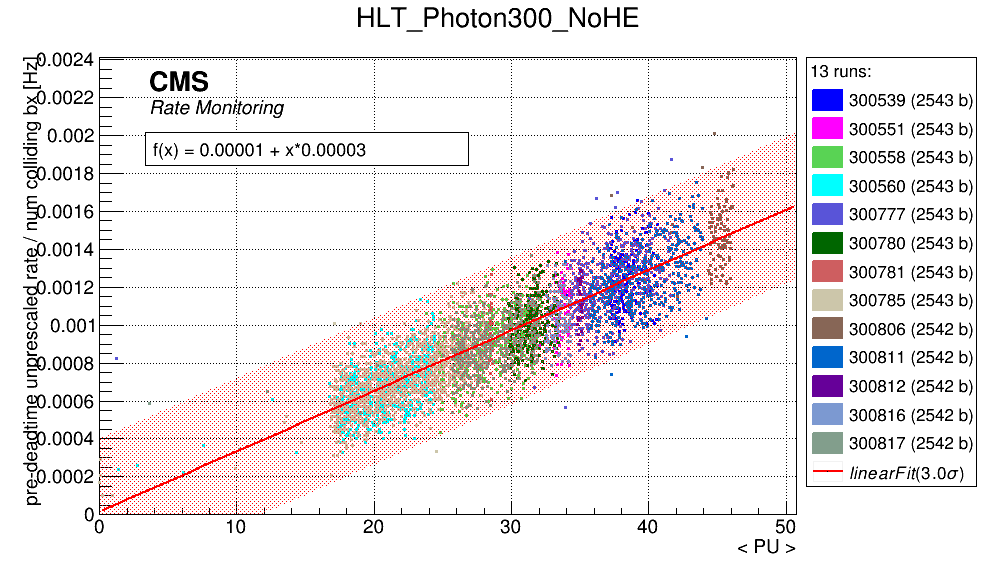 HLT_Photon300_NoHE
pre-deadtime unprescaled rate / num colliding bx [Hz]
0.0024
0.0022
0.002
0.0018
0.0016
0.0014
0.0012
0.001
0.0008
0.0006
0.0004
0.0002
0
CMS
Rate Monitoring
f(x) = 0.00001 + x*0.00003
0 10 20 30 40 50
< PU >
13 runs:
300539 (2543 b)
300551 (2543 b)
300558 (2543 b)
300560 (2543 b)
300777 (2543 b)
300780 (2543 b)
300781 (2543 b)
300785 (2543 b)
300806 (2542 b)
300811 (2542 b)
300812 (2542 b)
300816 (2542 b)
300817 (2542 b)
linearFit(3.0σ)